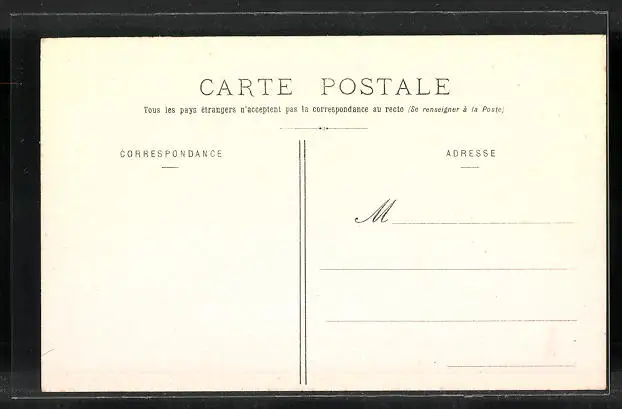 CARTE POSTALE
Tous les pays étrangers n'acceptent pas la correspondance au recto (Se renseigner à la Poste)
CORRESPONDANCE
ADRESSE
M